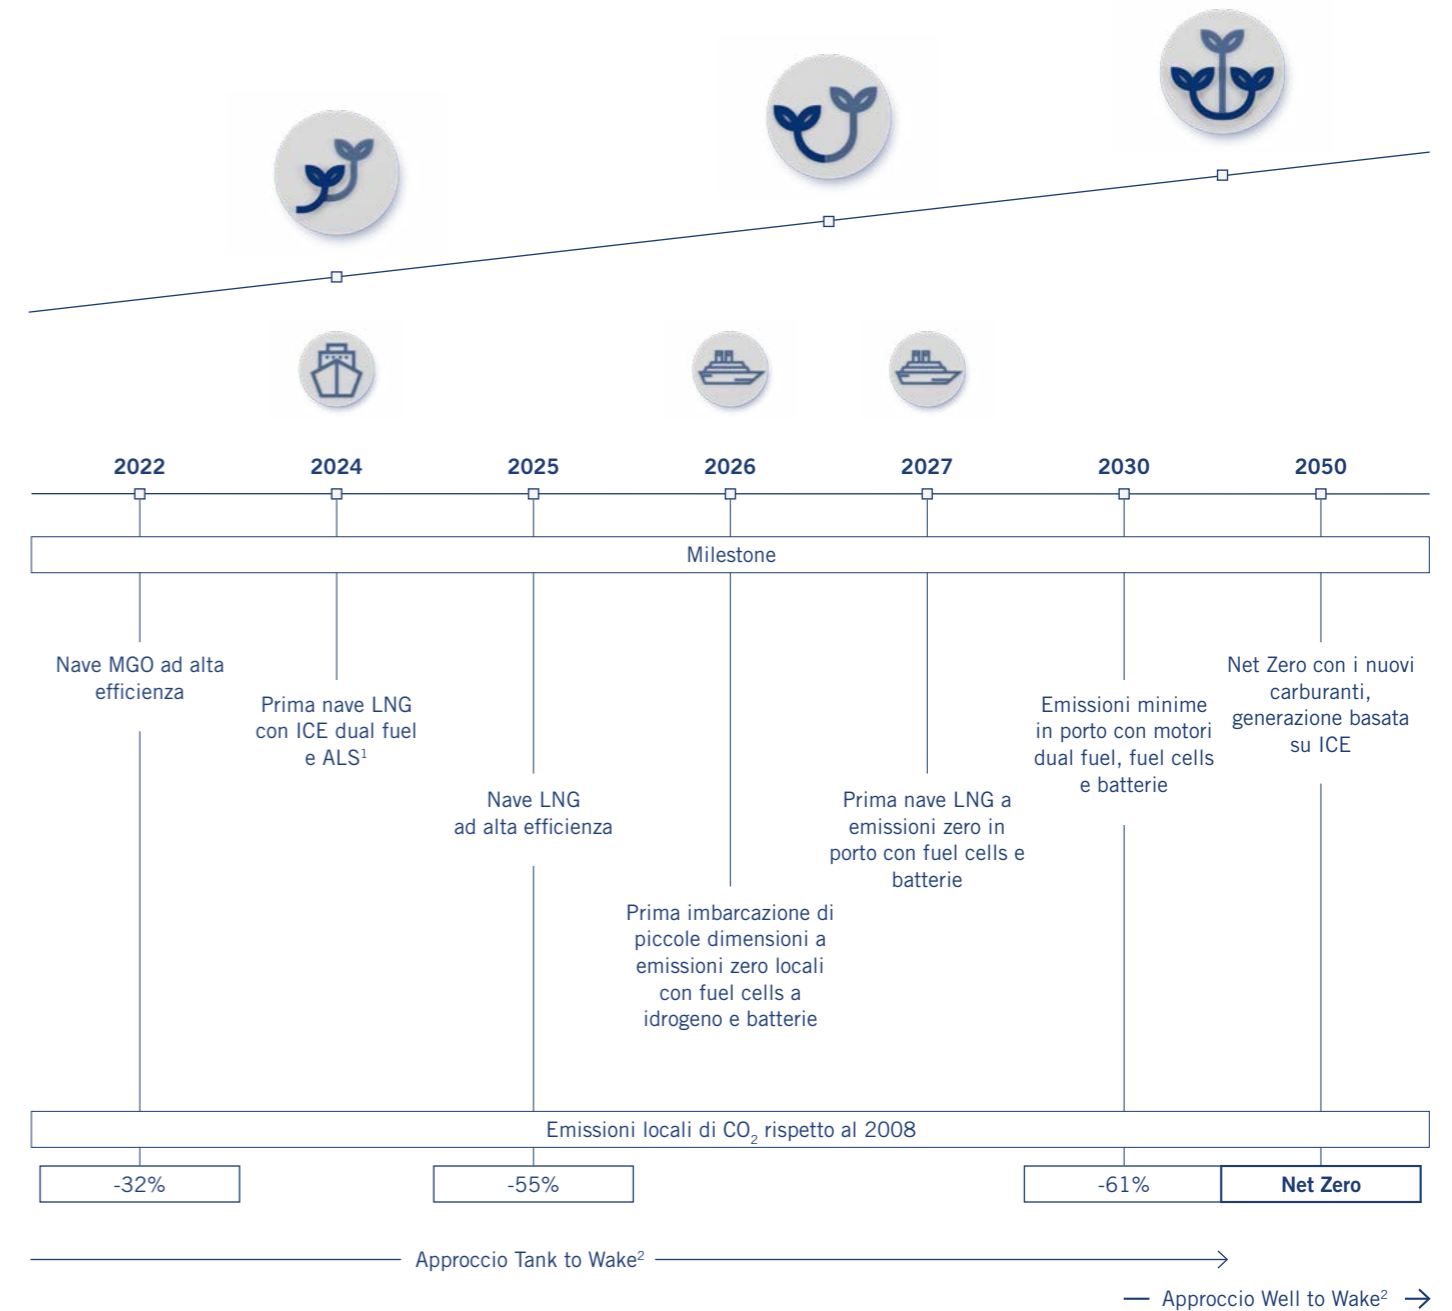 2022
2024
2025
2026
2027
2030
2050
Milestone
Nave MGO ad alta
efficienza
Prima nave LNG
con ICE dual fuel
e ALS¹
Nave LNG
ad alta efficienza
Prima imbarcazione di
piccole dimensioni a
emissioni zero locali
con fuel cells a
idrogeno e batterie
Prima nave LNG a
emissioni zero in
porto con fuel cells e
batterie
Emissioni minime
in porto con motori
dual fuel, fuel cells
e batterie
Net Zero con i nuovi
carburanti,
generazione basata
su ICE
Emissioni locali di CO₂ rispetto al 2008
-32%
-55%
-61%
Net Zero
Approccio Tank to Wake²
Approccio Well to Wake²